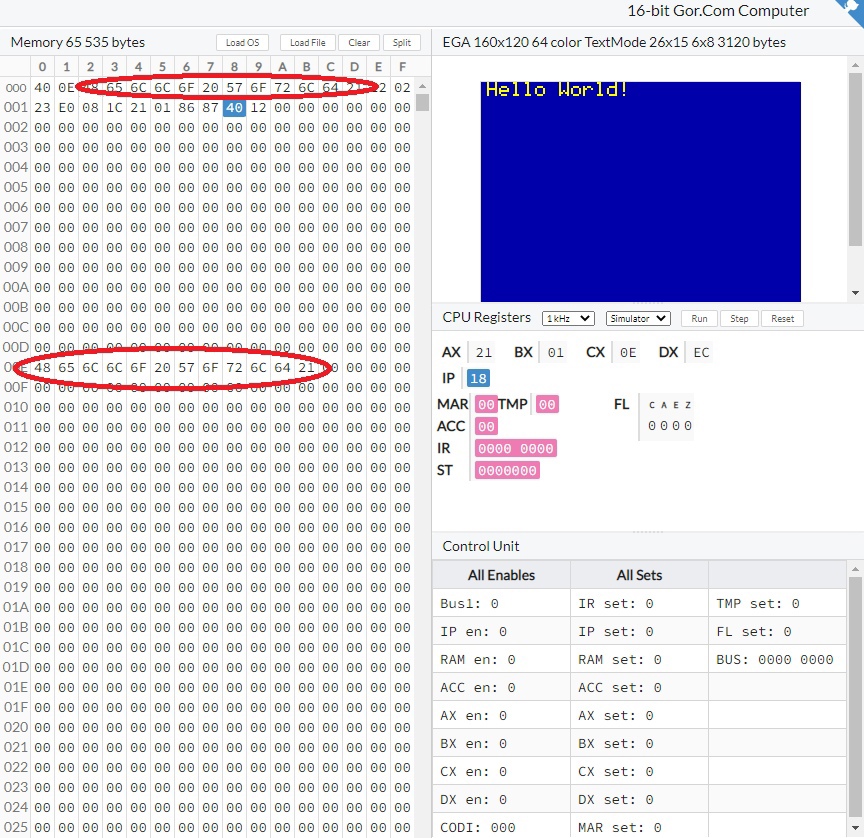 16-bit Gor.Com Computer
Memory 65 535 bytes Load OS Load File Clear Split
0 1 2 3 4 5 6 7 8 9 A B C D E F
000 40 0E 48 65 6C 6C 6F 20 57 6F 72 6C 64 21 22 02
001 23 E0 08 1C 21 01 86 87 40 12 00 00 00 00 00 00
002 00 00 00 00 00 00 00 00 00 00 00 00 00 00 00 00
003 00 00 00 00 00 00 00 00 00 00 00 00 00 00 00 00
004 00 00 00 00 00 00 00 00 00 00 00 00 00 00 00 00
005 00 00 00 00 00 00 00 00 00 00 00 00 00 00 00 00
006 00 00 00 00 00 00 00 00 00 00 00 00 00 00 00 00
007 00 00 00 00 00 00 00 00 00 00 00 00 00 00 00 00
008 00 00 00 00 00 00 00 00 00 00 00 00 00 00 00 00
009 00 00 00 00 00 00 00 00 00 00 00 00 00 00 00 00
00A 00 00 00 00 00 00 00 00 00 00 00 00 00 00 00 00
00B 00 00 00 00 00 00 00 00 00 00 00 00 00 00 00 00
00C 00 00 00 00 00 00 00 00 00 00 00 00 00 00 00 00
00D 00 00 00 00 00 00 00 00 00 00 00 00 00 00 00 00
00E 48 65 6C 6C 6F 20 57 6F 72 6C 64 21 00 00 00 00
00F 00 00 00 00 00 00 00 00 00 00 00 00 00 00 00 00
010 00 00 00 00 00 00 00 00 00 00 00 00 00 00 00 00
011 00 00 00 00 00 00 00 00 00 00 00 00 00 00 00 00
012 00 00 00 00 00 00 00 00 00 00 00 00 00 00 00 00
013 00 00 00 00 00 00 00 00 00 00 00 00 00 00 00 00
014 00 00 00 00 00 00 00 00 00 00 00 00 00 00 00 00
015 00 00 00 00 00 00 00 00 00 00 00 00 00 00 00 00
016 00 00 00 00 00 00 00 00 00 00 00 00 00 00 00 00
017 00 00 00 00 00 00 00 00 00 00 00 00 00 00 00 00
018 00 00 00 00 00 00 00 00 00 00 00 00 00 00 00 00
019 00 00 00 00 00 00 00 00 00 00 00 00 00 00 00 00
01A 00 00 00 00 00 00 00 00 00 00 00 00 00 00 00 00
01B 00 00 00 00 00 00 00 00 00 00 00 00 00 00 00 00
01C 00 00 00 00 00 00 00 00 00 00 00 00 00 00 00 00
01D 00 00 00 00 00 00 00 00 00 00 00 00 00 00 00 00
01E 00 00 00 00 00 00 00 00 00 00 00 00 00 00 00 00
01F 00 00 00 00 00 00 00 00 00 00 00 00 00 00 00 00
020 00 00 00 00 00 00 00 00 00 00 00 00 00 00 00 00
021 00 00 00 00 00 00 00 00 00 00 00 00 00 00 00 00
022 00 00 00 00 00 00 00 00 00 00 00 00 00 00 00 00
023 00 00 00 00 00 00 00 00 00 00 00 00 00 00 00 00
024 00 00 00 00 00 00 00 00 00 00 00 00 00 00 00 00
025 00 00 00 00 00 00 00 00 00 00 00 00 00 00 00 00
EGA 160x120 64 color TextMode 26x15 6x8 3120 bytes
Hello World!
CPU Registers 1kHz Simulator Run Step Reset
AX 21 BX 01 CX 0E DX EC
IP 18
MAR 00 TMP 00 FL C A E Z
ACC 00 0 0 0 0
IR 0000 0000
ST 0000000
Control Unit
All Enables All Sets
Bus1: 0 IR set: 0 TMP set: 0
IP en: 0 IP set: 0 FL set: 0
RAM en: 0 RAM set: 0 BUS: 0000 0000
ACC en: 0 ACC set: 0
AX en: 0 AX set: 0
BX en: 0 BX set: 0
CX en: 0 CX set: 0
DX en: 0 DX set: 0
CODI: 000 MAR set: 0